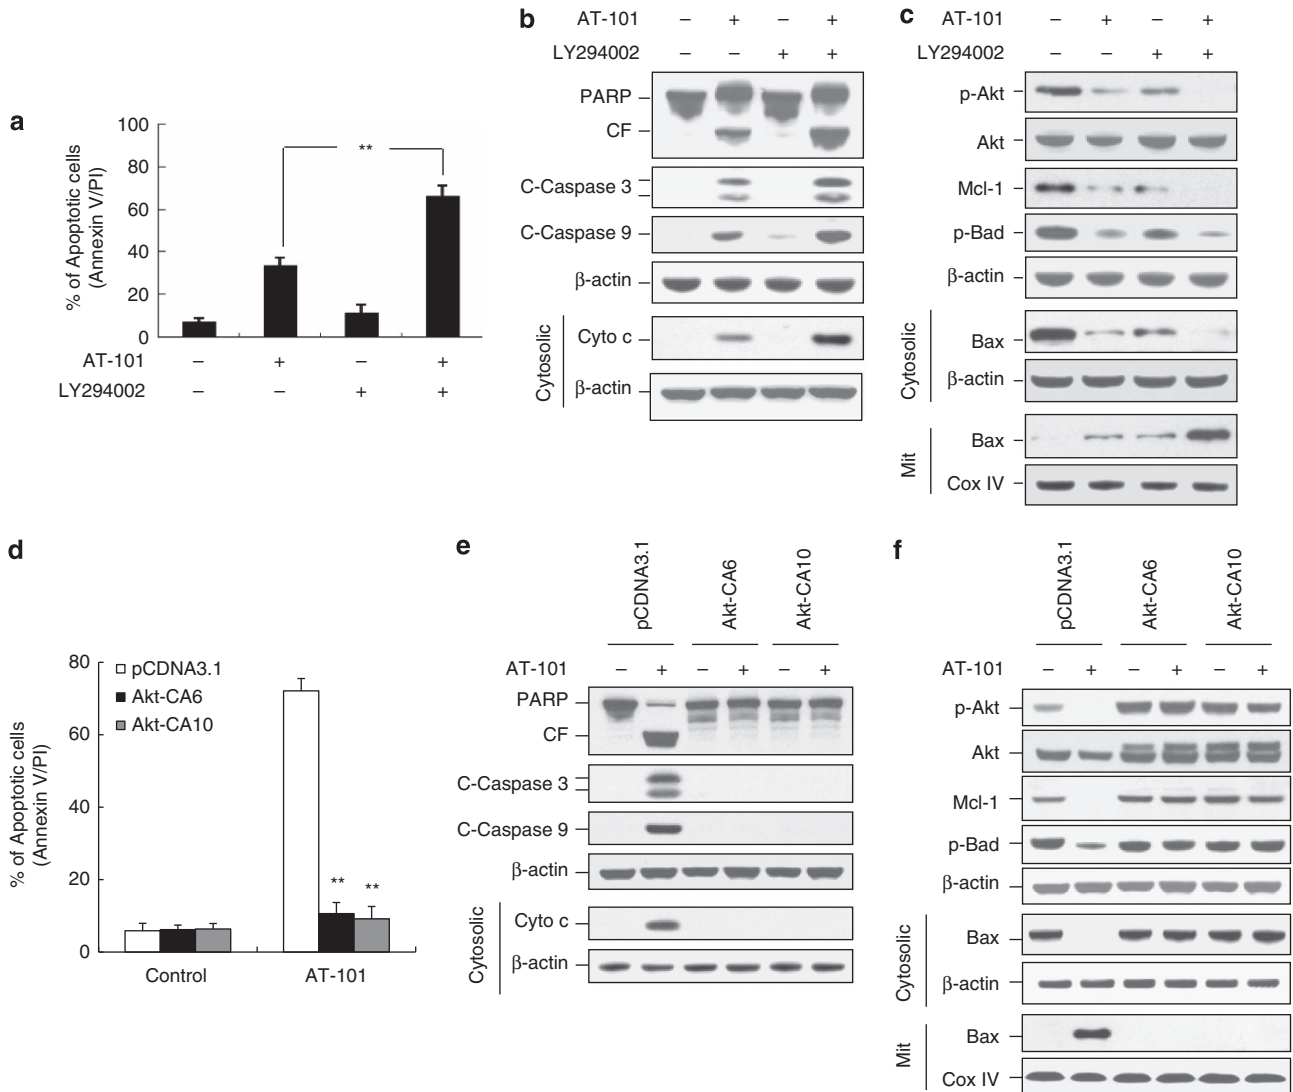 a
100
80
60
40
20
0
% of Apoptotic cells
(Annexin V/PI)
**
AT-101 – + – +
LY294002 – – + +
b
AT-101 – + – +
LY294002 – – + +
PARP
CF
C-Caspase 3
C-Caspase 9
β-actin
Cytosolic
Cyto c
β-actin
c
AT-101 – + – +
LY294002 – – + +
p-Akt
Akt
Mcl-1
p-Bad
β-actin
Cytosolic
Bax
β-actin
Mit
Bax
Cox IV
d
80
60
40
20
0
% of Apoptotic cells
(Annexin V/PI)
pCDNA3.1
Akt-CA6
Akt-CA10
** **
Control AT-101
e
pCDNA3.1 Akt-CA6 Akt-CA10
AT-101 – + – + – +
PARP
CF
C-Caspase 3
C-Caspase 9
β-actin
Cytosolic
Cyto c
β-actin
f
pCDNA3.1 Akt-CA6 Akt-CA10
AT-101 – + – + – +
p-Akt
Akt
Mcl-1
p-Bad
β-actin
Cytosolic
Bax
β-actin
Mit
Bax
Cox IV